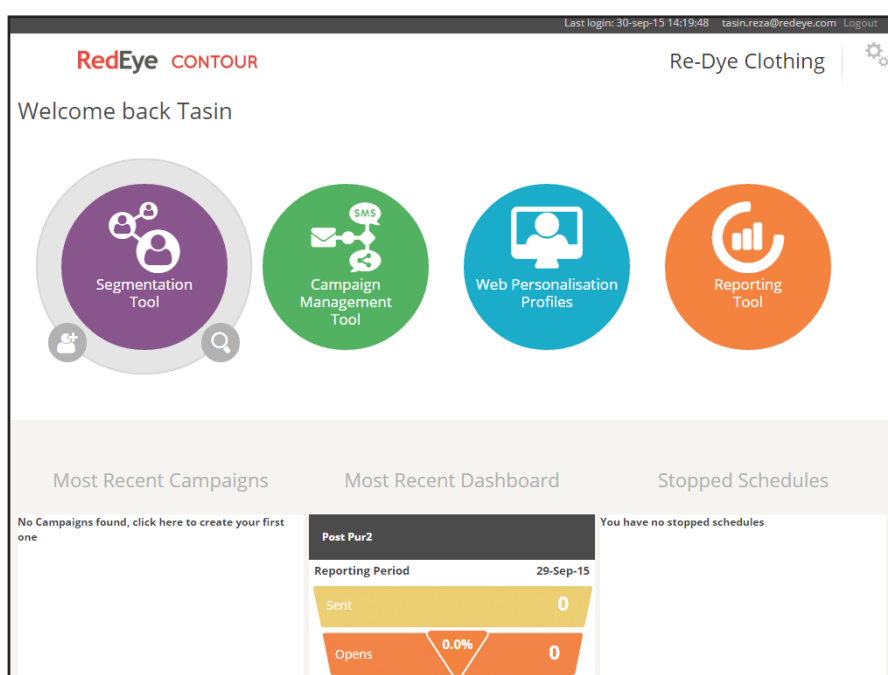 Last login: 30-sep-15 14:19:48 tasin.reza@redeye.com Logout
RedEye CONTOUR
Re-Dye Clothing
Welcome back Tasin
Segmentation
Tool
SMS
Campaign
Management
Tool
Web Personalisation
Profiles
Reporting
Tool
Most Recent Campaigns
Most Recent Dashboard
Stopped Schedules
No Campaigns found, click here to create your first
one
Post Pur2
Reporting Period 29-Sep-15
Sent 0
Opens 0.0% 0
You have no stopped schedules